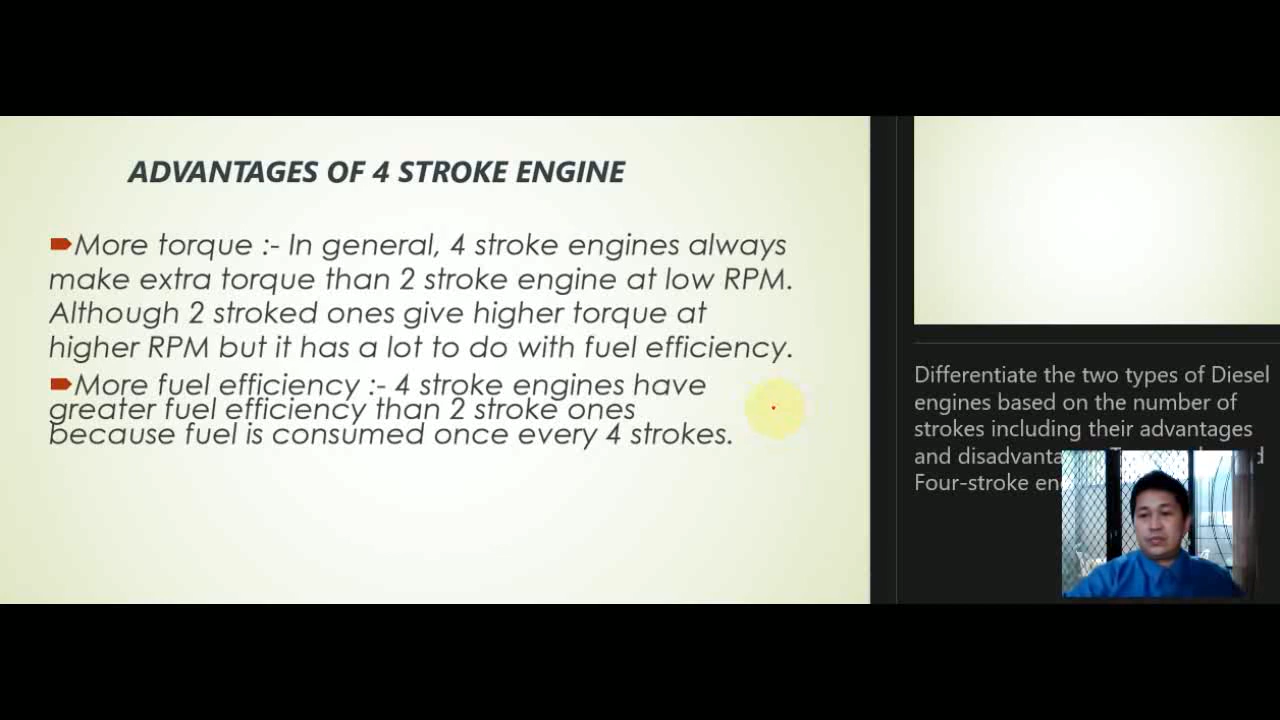 ADVANTAGES OF 4 STROKE ENGINE
More torque :- In general, 4 stroke engines always
make extra torque than 2 stroke engine at low RPM.
Although 2 stroked ones give higher torque at
higher RPM but it has a lot to do with fuel efficiency.
More fuel efficiency :- 4 stroke engines have
greater fuel efficiency than 2 stroke ones
because fuel is consumed once every 4 strokes.
Differentiate the two types of Diesel
engines based on the number of
strokes including their advantages
and
Four-stroke